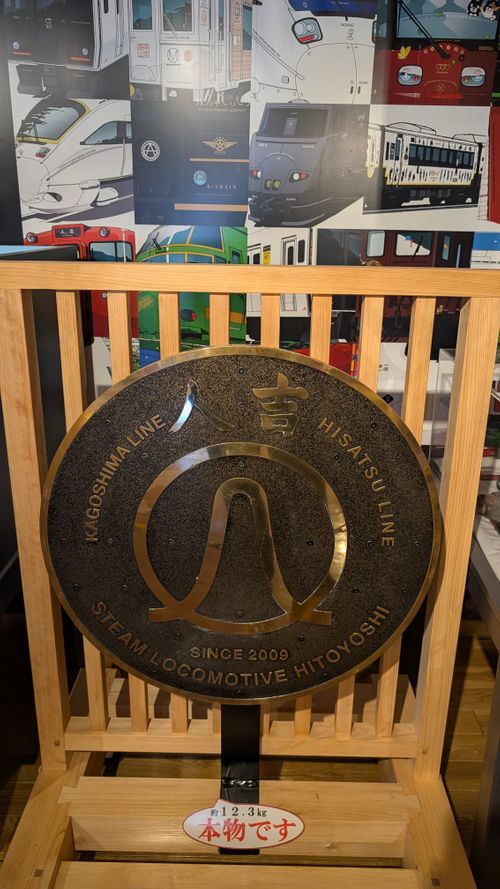 A-TRAIN
人吉
KAGOSHIMA LINE
HISATSU LINE
SINCE 2009
STEAM LOCOMOTIVE HITOYOSHI
約12.3kg
本物です